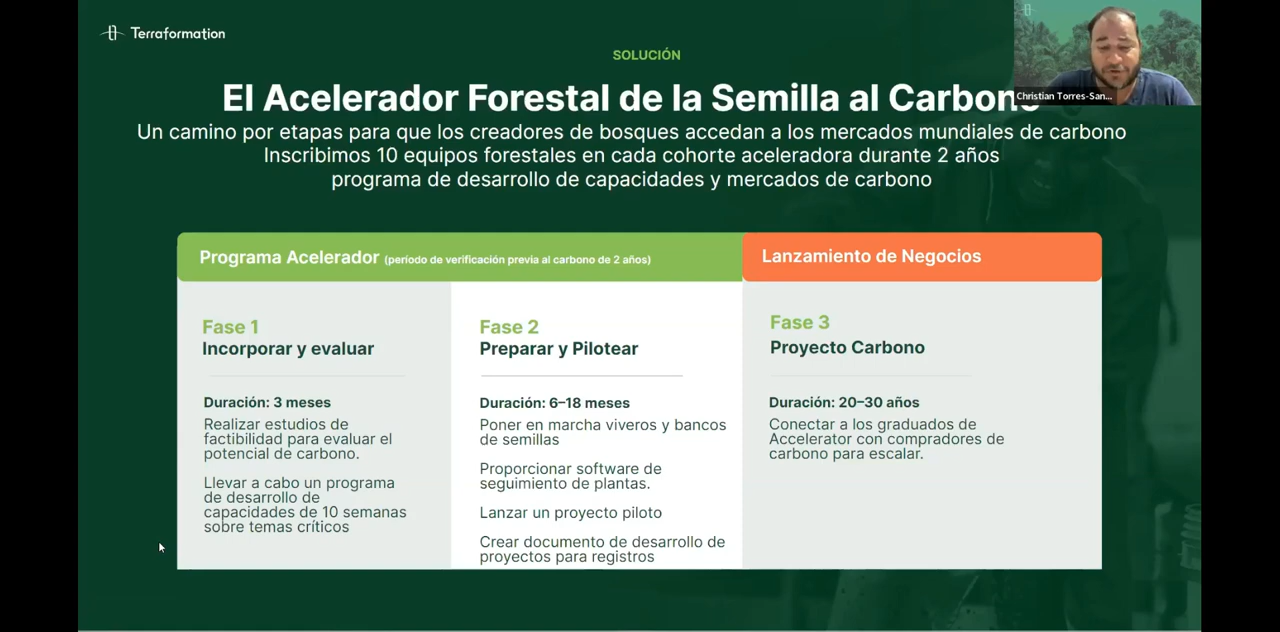 Terraformation
SOLUCIÓN
El Acelerador Forestal de la Semilla al Carbono
Christian Torres-San...
Un camino por etapas para que los creadores de bosques accedan a los mercados mundiales de carbono
Inscribimos 10 equipos forestales en cada cohorte aceleradora durante 2 años
programa de desarrollo de capacidades y mercados de carbono
Programa Acelerador (período de verificación previa al carbono de 2 años)
Lanzamiento de Negocios
Fase 1
Incorporar y evaluar
Duración: 3 meses
Realizar estudios de
factibilidad para evaluar el
potencial de carbono.
Llevar a cabo un programa
de desarrollo de
capacidades de 10 semanas
sobre temas críticos
Fase 2
Preparar y Pilotear
Duración: 6–18 meses
Poner en marcha viveros y bancos
de semillas
Proporcionar software de
seguimiento de plantas.
Lanzar un proyecto piloto
Crear documento de desarrollo de
proyectos para registros
Fase 3
Proyecto Carbono
Duración: 20–30 años
Conectar a los graduados de
Accelerator con compradores de
carbono para escalar.